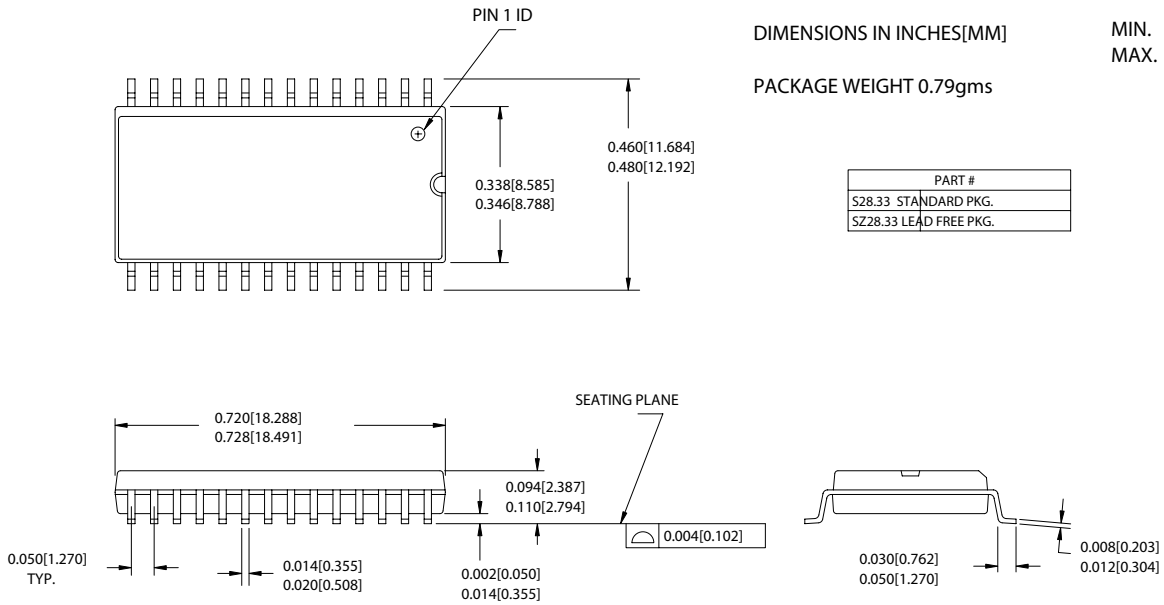 PIN 1 ID
DIMENSIONS IN INCHES[MM]
MIN.
MAX.
PACKAGE WEIGHT 0.79gms
0.460[11.684]
0.480[12.192]
0.338[8.585]
0.346[8.788]
PART #
S28.33 STANDARD PKG.
SZ28.33 LEAD FREE PKG.
SEATING PLANE
0.720[18.288]
0.728[18.491]
0.094[2.387]
0.110[2.794]
0.004[0.102]
0.050[1.270]
TYP.
0.014[0.355]
0.020[0.508]
0.002[0.050]
0.014[0.355]
0.030[0.762]
0.050[1.270]
0.008[0.203]
0.012[0.304]